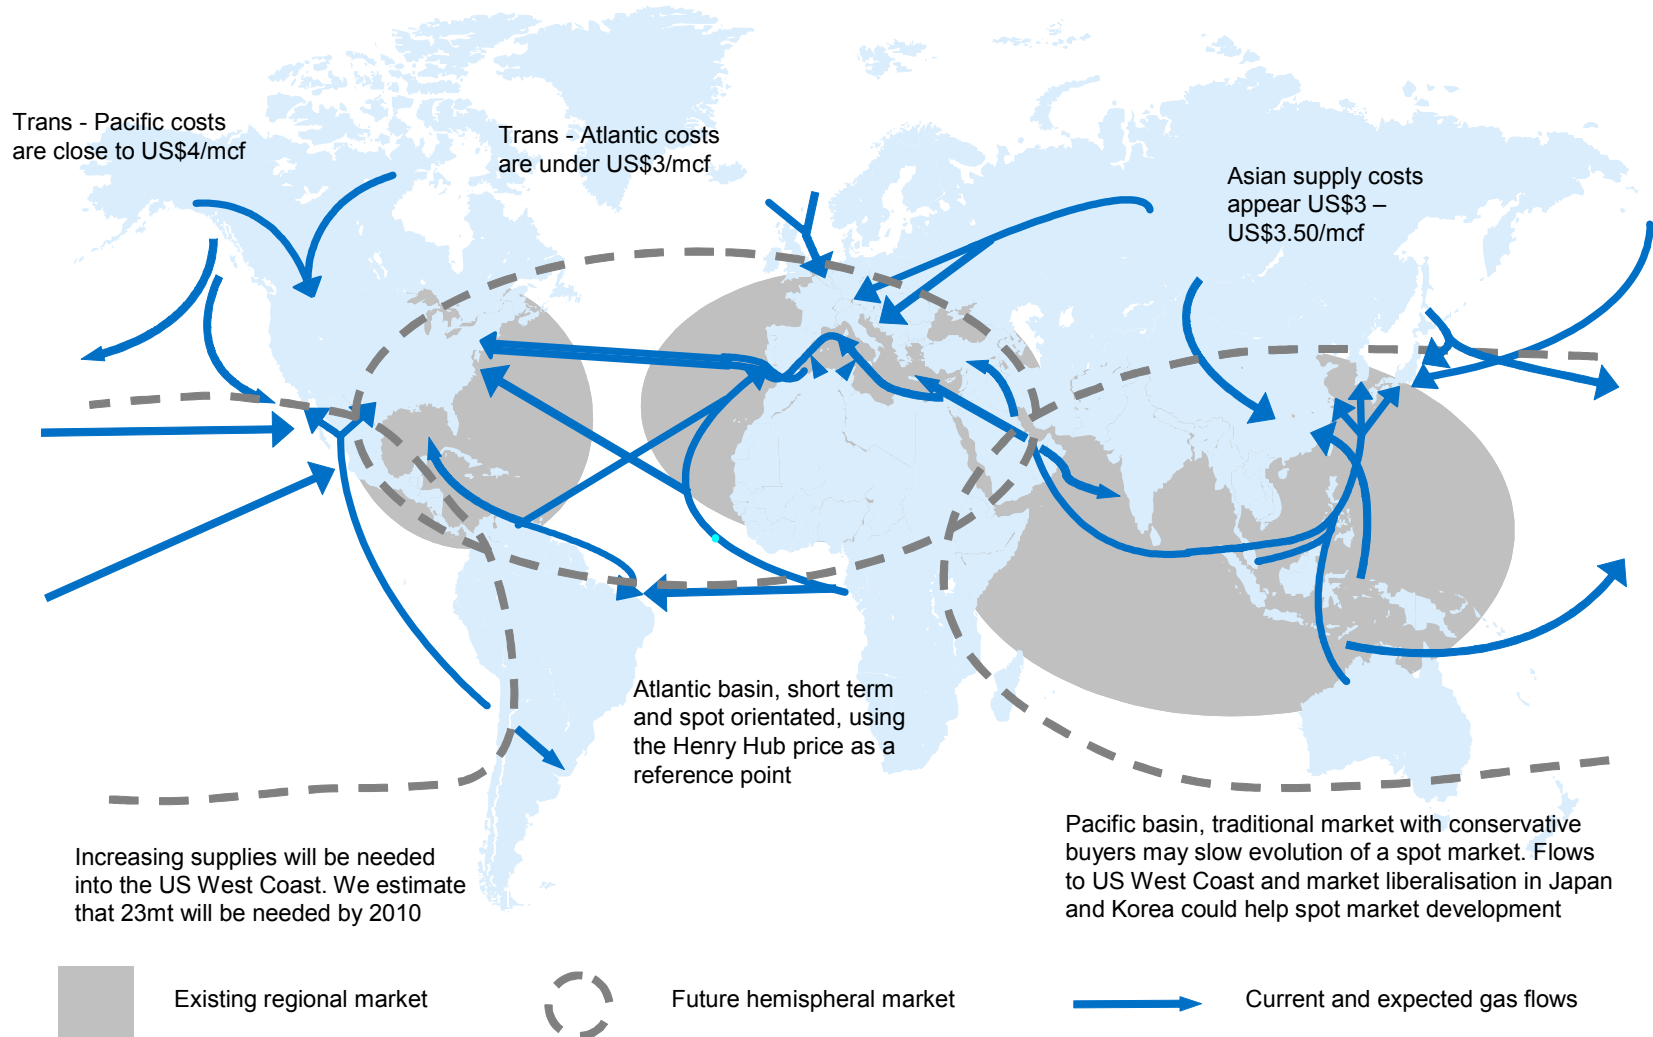 Trans - Pacific costs
are close to US$4/mcf
Trans - Atlantic costs
are under US$3/mcf
Asian supply costs
appear US$3 –
US$3.50/mcf
Atlantic basin, short term
and spot orientated, using
the Henry Hub price as a
reference point
Increasing supplies will be needed
into the US West Coast. We estimate
that 23mt will be needed by 2010
Pacific basin, traditional market with conservative
buyers may slow evolution of a spot market. Flows
to US West Coast and market liberalisation in Japan
and Korea could help spot market development
Existing regional market
Future hemispheral market
Current and expected gas flows